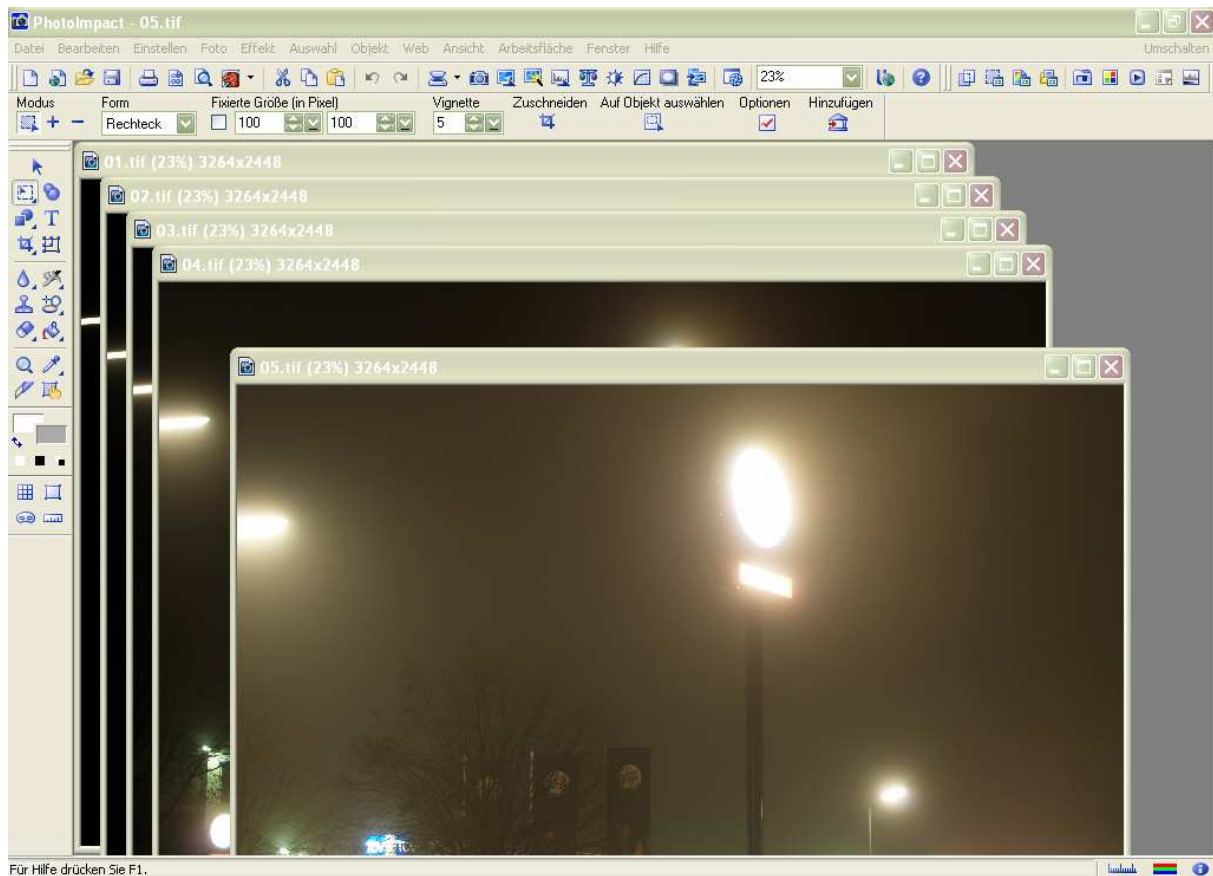 PhotoImpact - 05.tif
Datei Bearbeiten Einstellen Foto Effekt Auswahl Objekt Web Ansicht Arbeitsfläche Fenster Hilfe Umschalten
23%
Modus Form Fixierte Größe (in Pixel) Vignette Zuschneiden Auf Objekt auswählen Optionen Hinzufügen
Rechteck 100 100 5
01.tif (23%) 3264x2448
02.tif (23%) 3264x2448
03.tif (23%) 3264x2448
04.tif (23%) 3264x2448
05.tif (23%) 3264x2448
Für Hilfe drücken Sie F1.